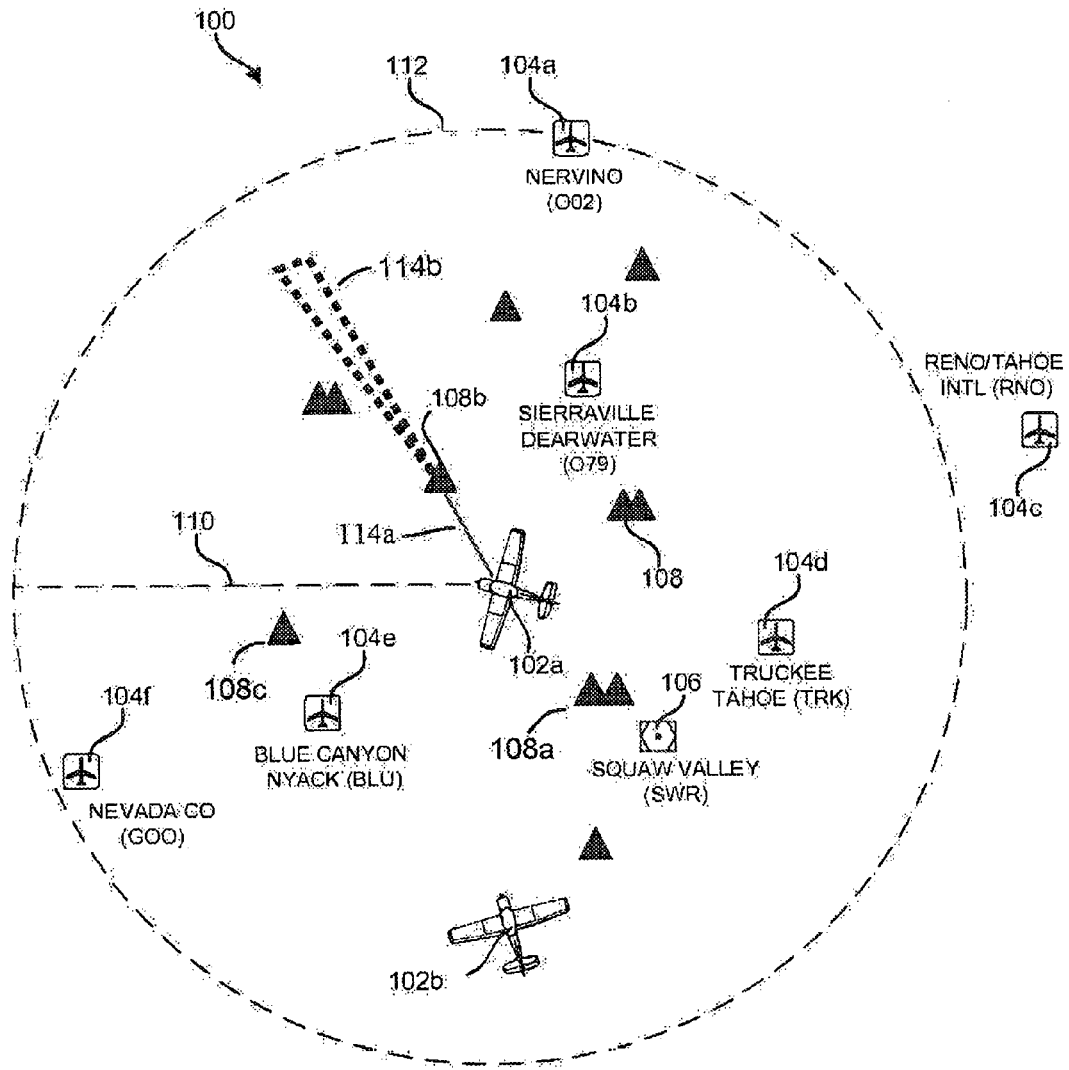 100
112
104a
NERVINO
(O02)
114b
104b
RENO/TAHOE
INTL (RNO)
108b
SIERRAVILLE
DEARWATER
(O79)
104c
110
114a
108
104d
104e
102a
108c
TRUCKEE
TAHOE (TRK)
104f
106
108a
BLUE CANYON
NYACK (BLU)
SQUAW VALLEY
(SWR)
NEVADA CO
(GOO)
102b